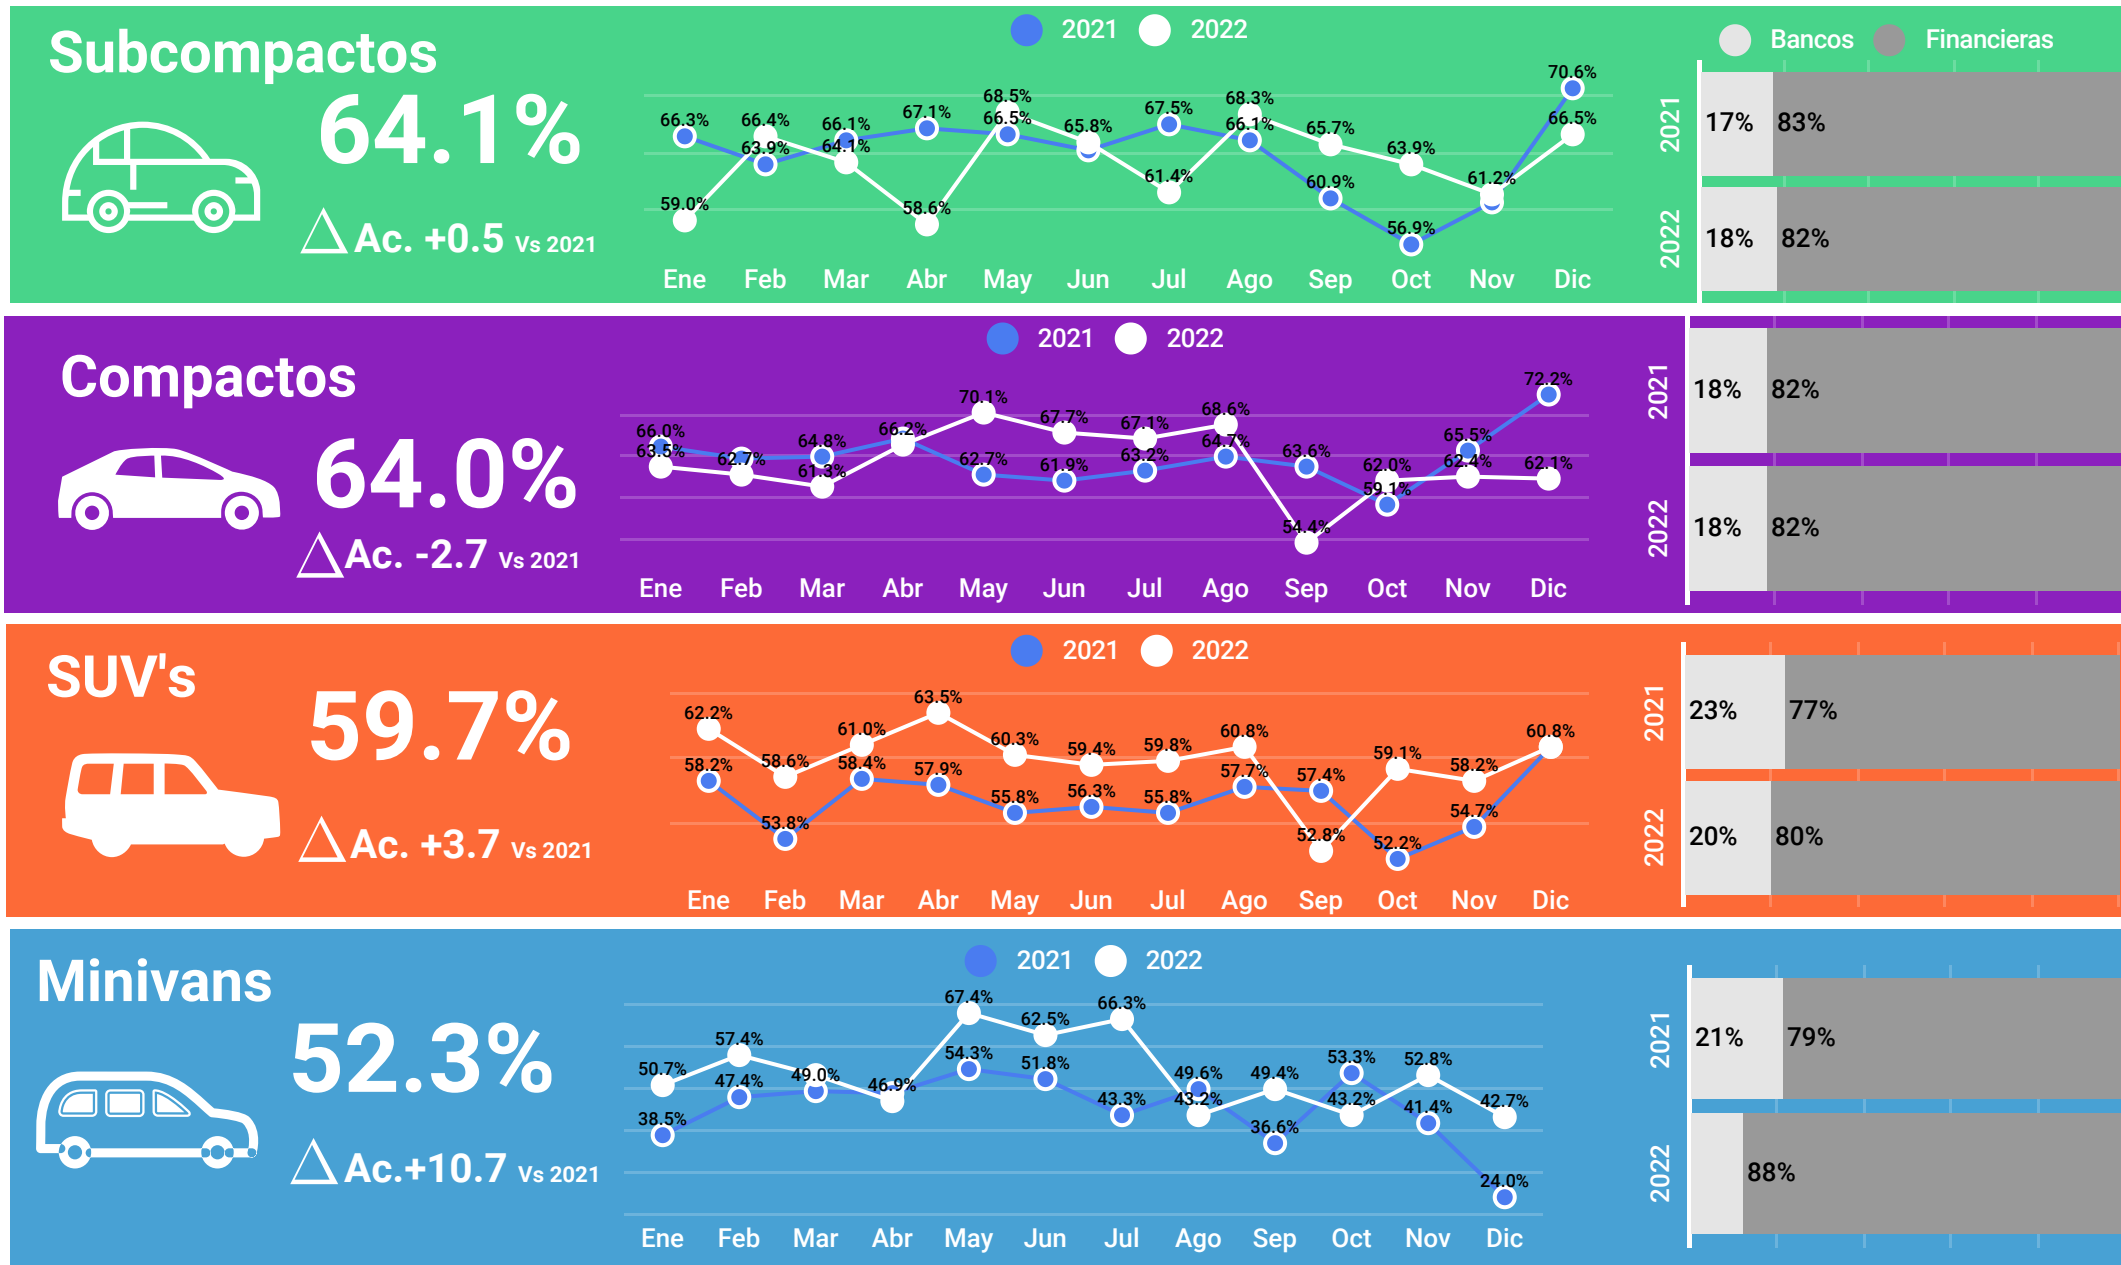 Subcompactos
64.1%
Ac. +0.5 Vs 2021
2021 2022
66.3% 66.4% 66.1% 67.1% 68.5% 65.8% 67.5% 68.3% 65.7% 63.9% 61.2% 70.6%
59.0% 63.9% 64.1% 58.6% 66.5% 61.4% 66.1% 60.9% 56.9% 66.5%
Ene Feb Mar Abr May Jun Jul Ago Sep Oct Nov Dic
Bancos Financieras
2021 17% 83%
2022 18% 82%
Compactos
64.0%
Ac. -2.7 Vs 2021
2021 2022
66.0% 62.7% 64.8% 66.2% 70.1% 67.7% 67.1% 68.6% 63.6% 62.0% 65.5% 72.2%
63.5% 61.3% 62.7% 61.9% 63.2% 64.7% 54.4% 59.1% 62.4% 62.1%
Ene Feb Mar Abr May Jun Jul Ago Sep Oct Nov Dic
2021 18% 82%
2022 18% 82%
SUV's
59.7%
Ac. +3.7 Vs 2021
2021 2022
62.2% 58.6% 61.0% 63.5% 60.3% 59.4% 59.8% 60.8% 57.4% 59.1% 58.2% 60.8%
58.2% 53.8% 58.4% 57.9% 55.8% 56.3% 55.8% 57.7% 52.8% 52.2% 54.7%
Ene Feb Mar Abr May Jun Jul Ago Sep Oct Nov Dic
2021 23% 77%
2022 20% 80%
Minivans
52.3%
Ac.+10.7 Vs 2021
2021 2022
50.7% 57.4% 49.0% 46.9% 67.4% 62.5% 66.3% 49.6% 49.4% 53.3% 52.8% 42.7%
38.5% 47.4% 54.3% 51.8% 43.3% 43.2% 36.6% 43.2% 41.4% 24.0%
Ene Feb Mar Abr May Jun Jul Ago Sep Oct Nov Dic
2021 21% 79%
2022 88%